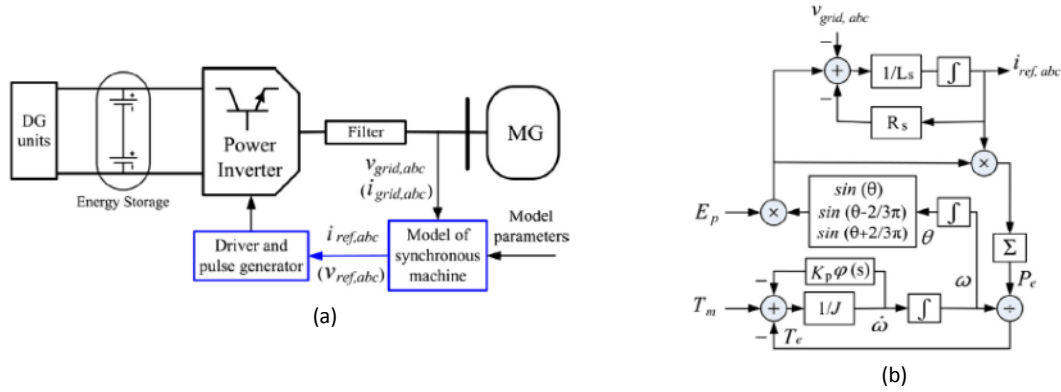 DG
units
Energy Storage
Power
Inverter
Filter
MG
v_grid,abc
(i_grid,abc)
Driver and
pulse generator
i_ref,abc
(v_ref,abc)
Model of
synchronous
machine
Model
parameters
(a)
v_grid, abc
−
+
−
1/Ls
∫
i_ref,abc
Rs
×
E_p
×
sin (θ)
sin (θ-2/3π)
sin (θ+2/3π)
θ
∫
Σ
K_p φ (s)
ω
P_e
−
T_m
+
1/J
ω̇
∫
÷
−
T_e
(b)